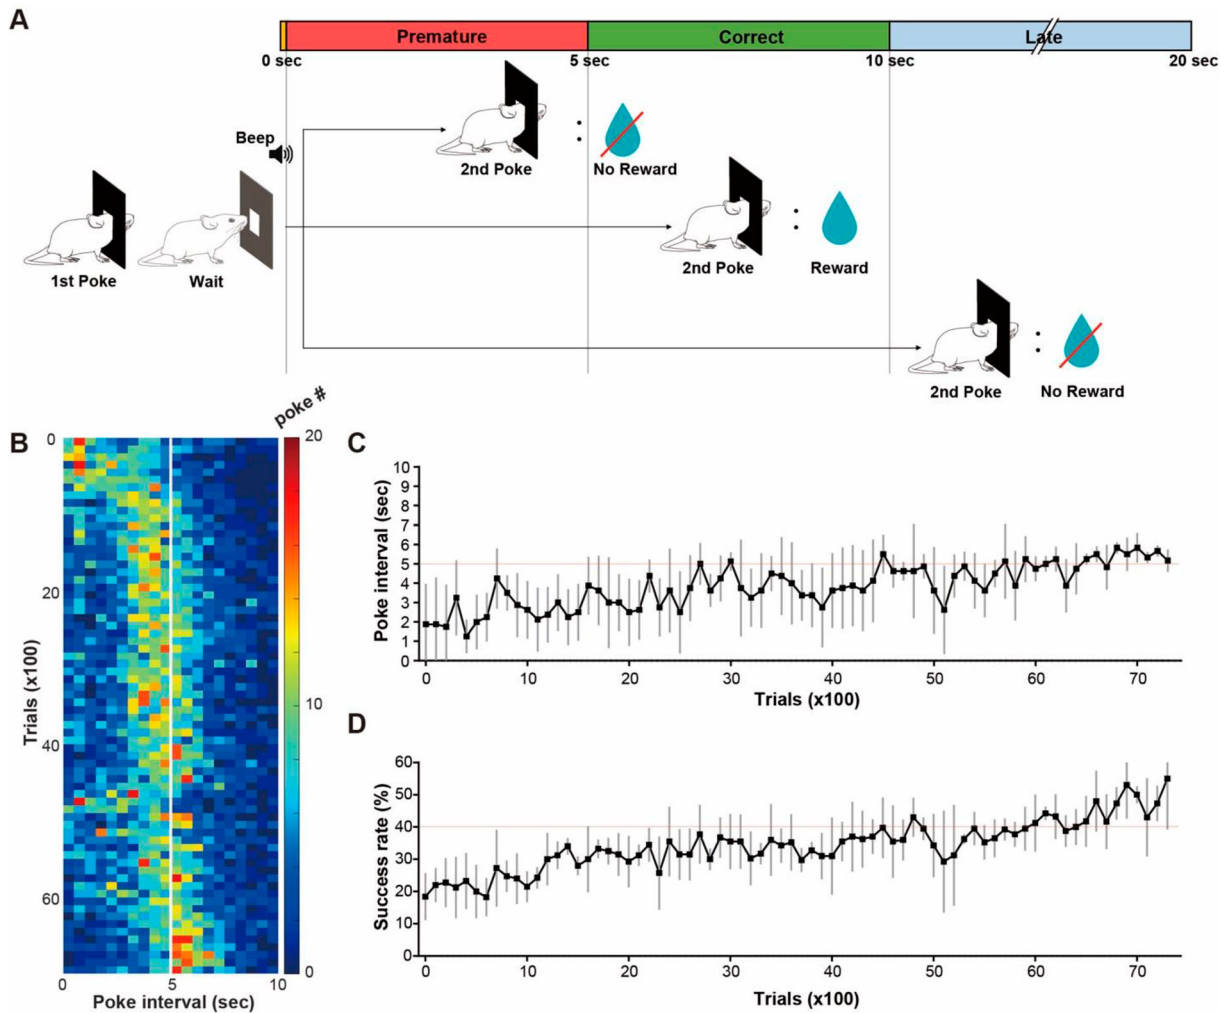 A
Premature Correct Late
0 sec 5 sec 10 sec 20 sec
Beep
2nd Poke : No Reward
1st Poke Wait
2nd Poke : Reward
2nd Poke : No Reward
B
poke #
20
10
0
0
20
40
60
Trials (x100)
0 5 10
Poke interval (sec)
C
10
9
8
7
6
5
4
3
2
1
0
Poke interval (sec)
0 10 20 30 40 50 60 70
Trials (x100)
D
60
50
40
30
20
10
0
Success rate (%)
0 10 20 30 40 50 60 70
Trials (x100)